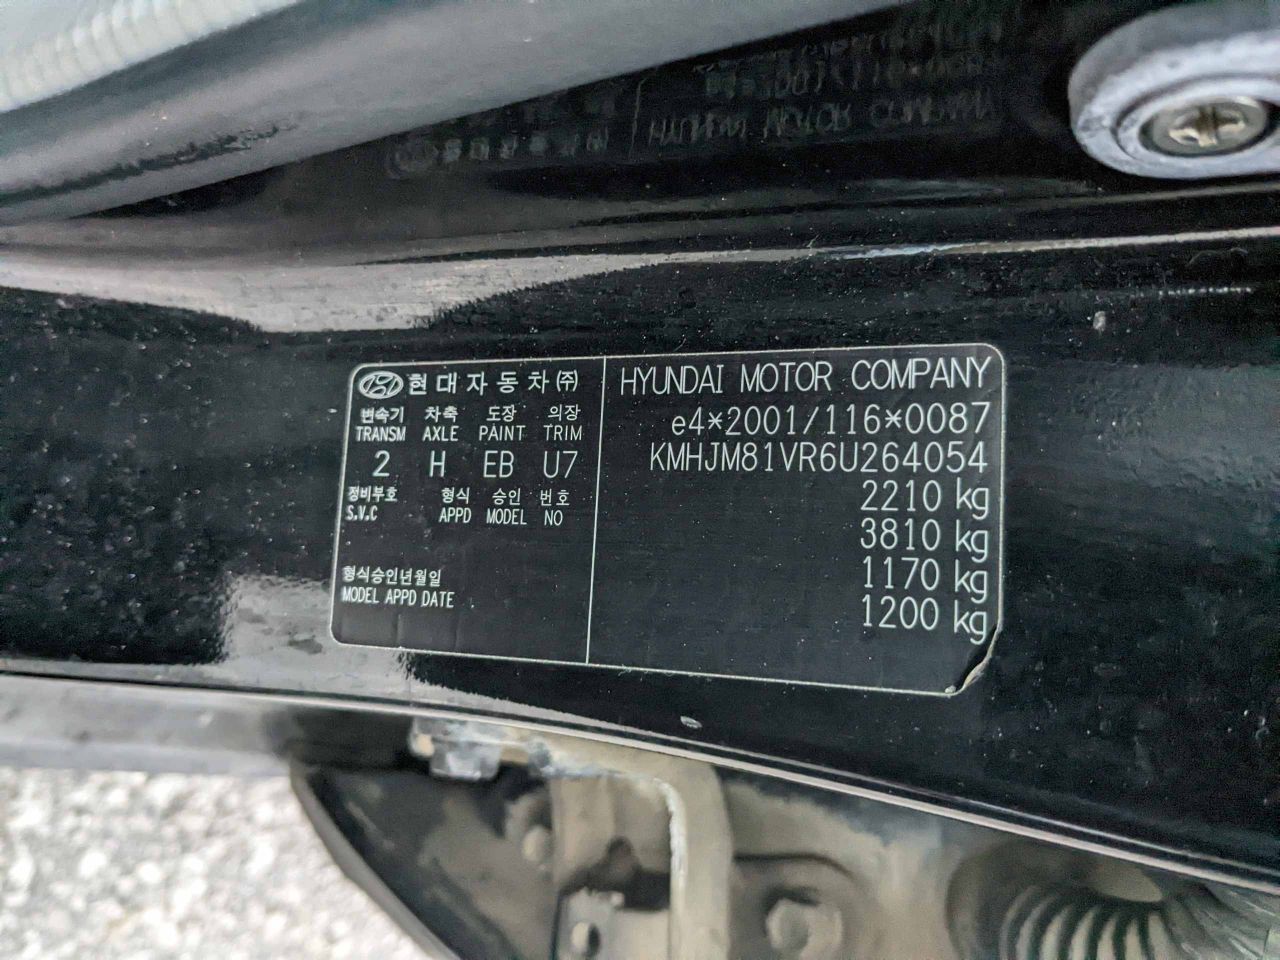 현대자동차(주)
변속기 차축 도장 의장
TRANSM AXLE PAINT TRIM
2 H EB U7
정비부호 형식 승인 번호
S.V.C APPD MODEL NO
형식승인년월일
MODEL APPD DATE
HYUNDAI MOTOR COMPANY
e4*2001/116*0087
KMHJM81VR6U264054
2210 kg
3810 kg
1170 kg
1200 kg